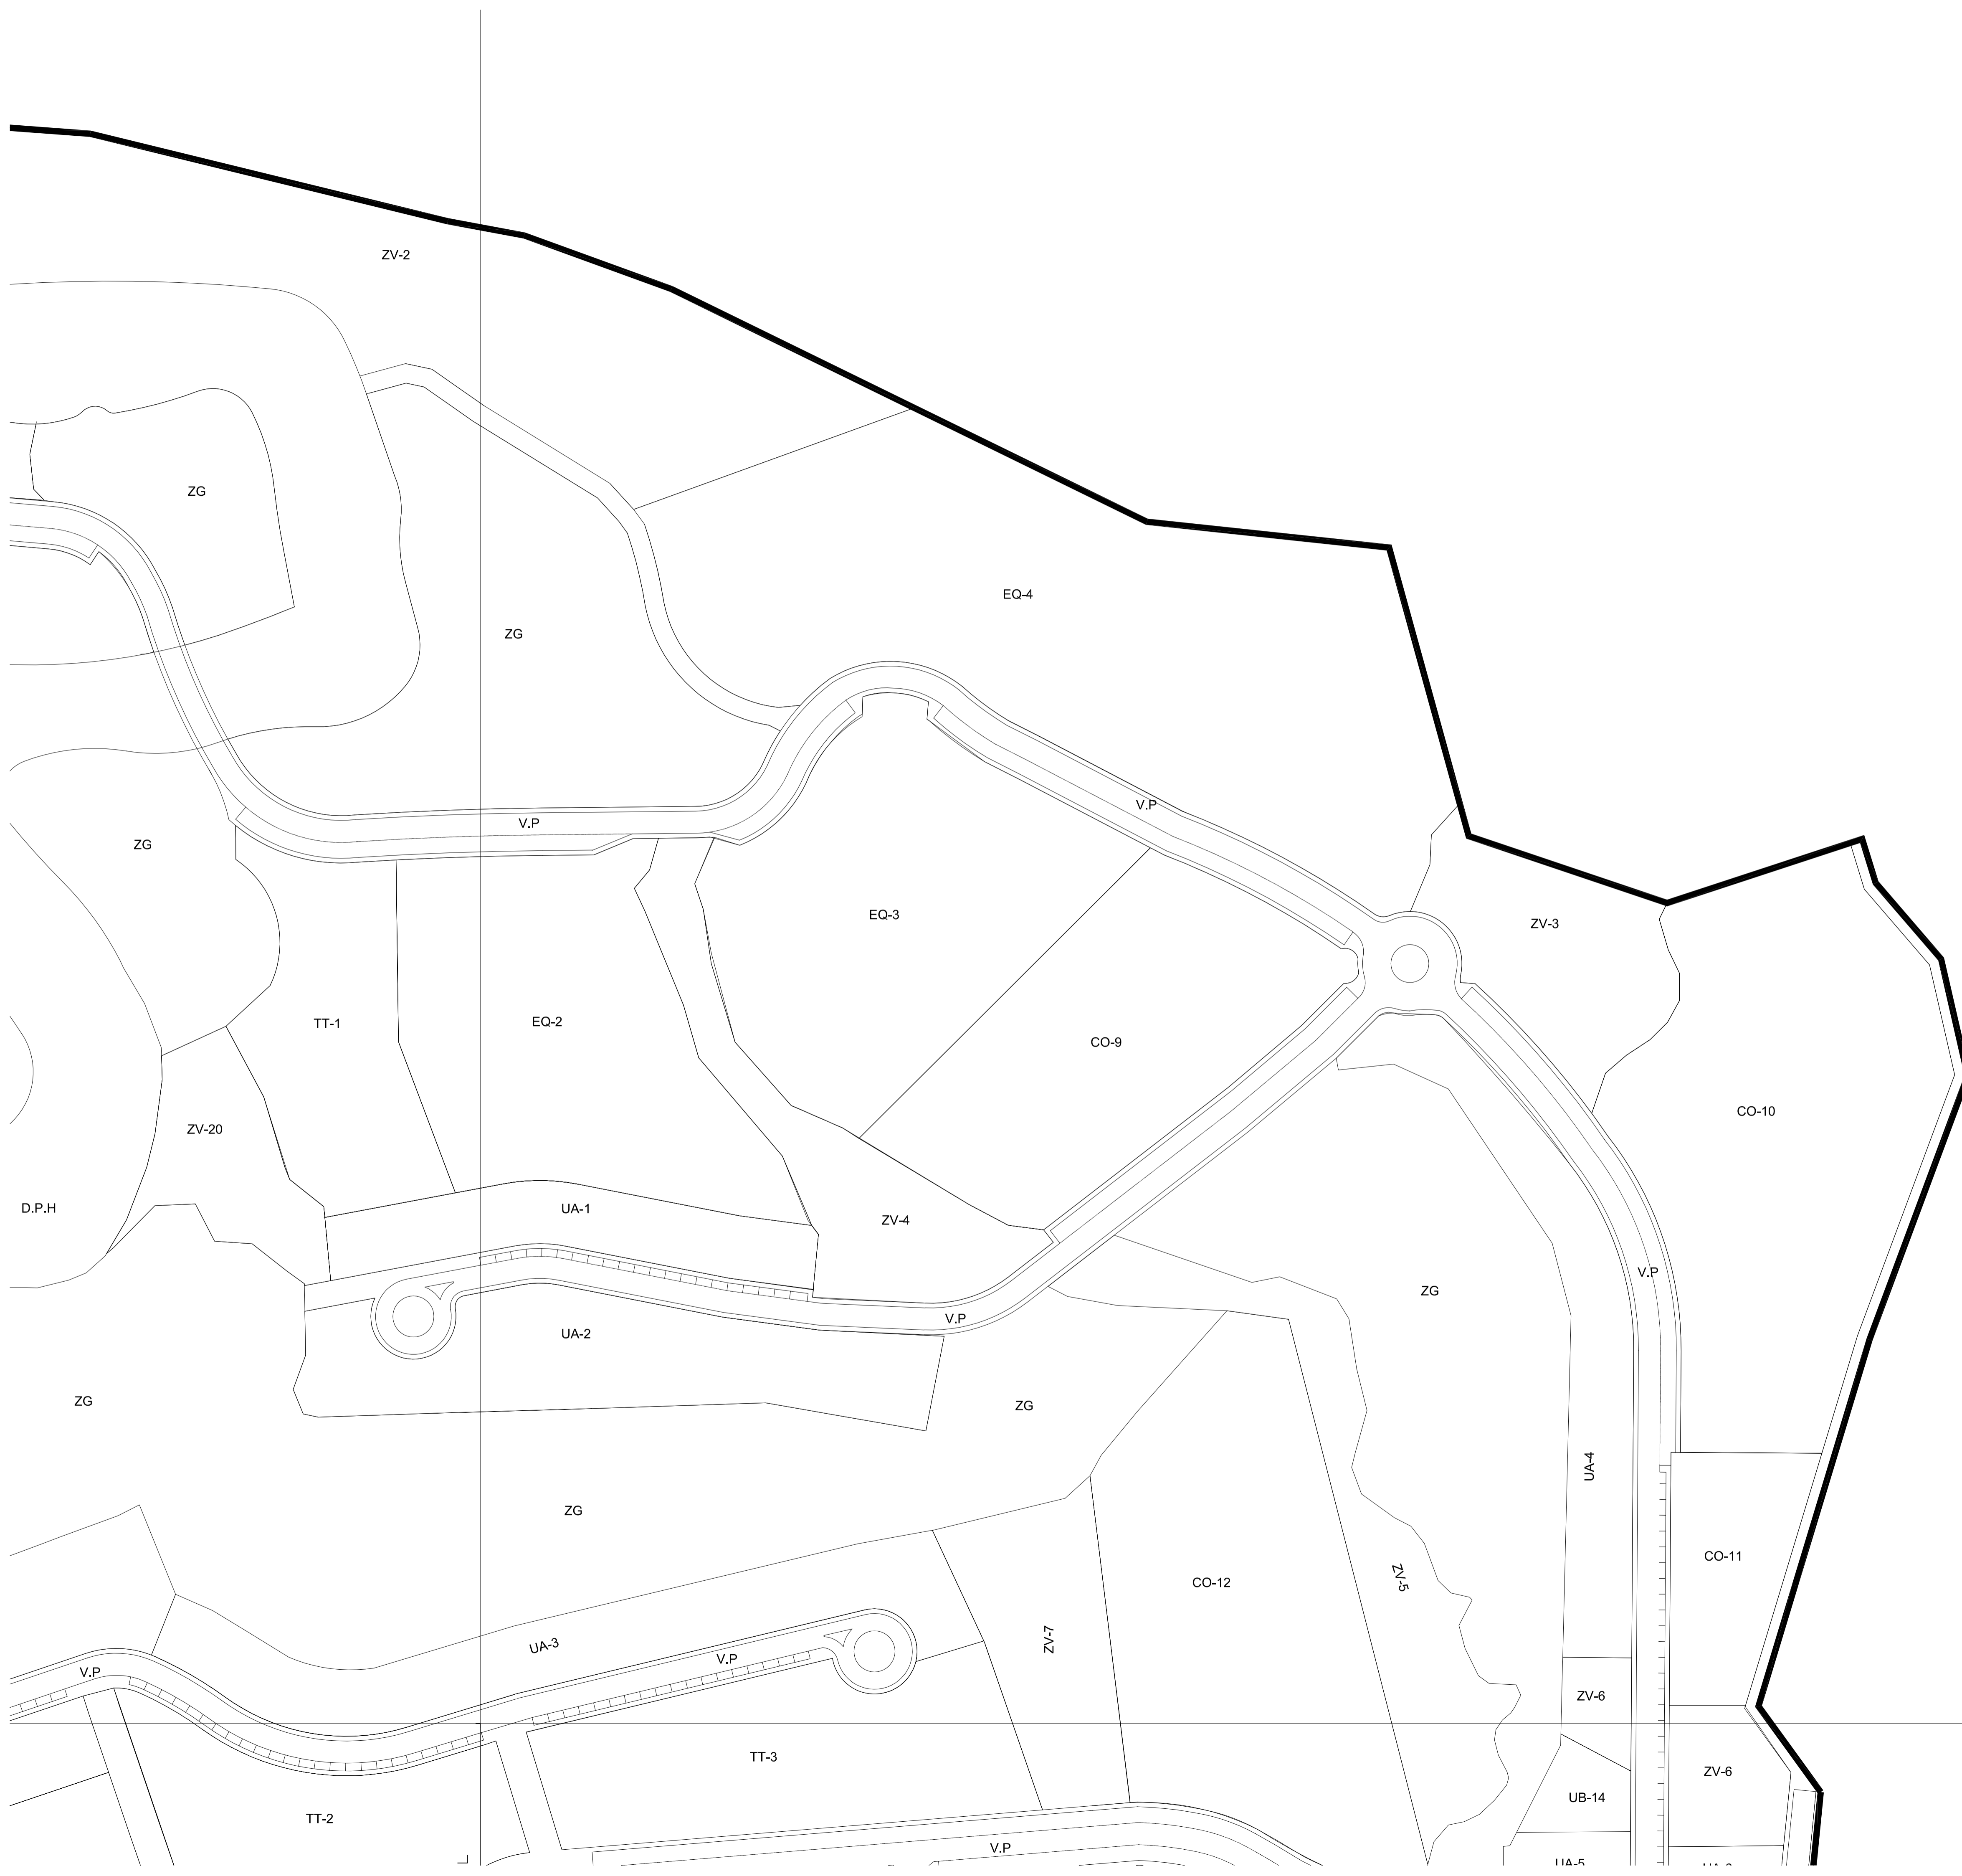 ZV-2
ZG
EQ-4
ZG
V.P
V.P
ZG
EQ-3
ZV-3
TT-1
EQ-2
CO-9
CO-10
ZV-20
D.P.H
UA-1
ZV-4
V.P
ZG
V.P
UA-2
ZG
ZG
UA-4
ZG
CO-11
ZV-5
CO-12
UA-3
ZV-7
V.P
V.P
ZV-6
TT-3
ZV-6
UB-14
TT-2
V.P
UA-5